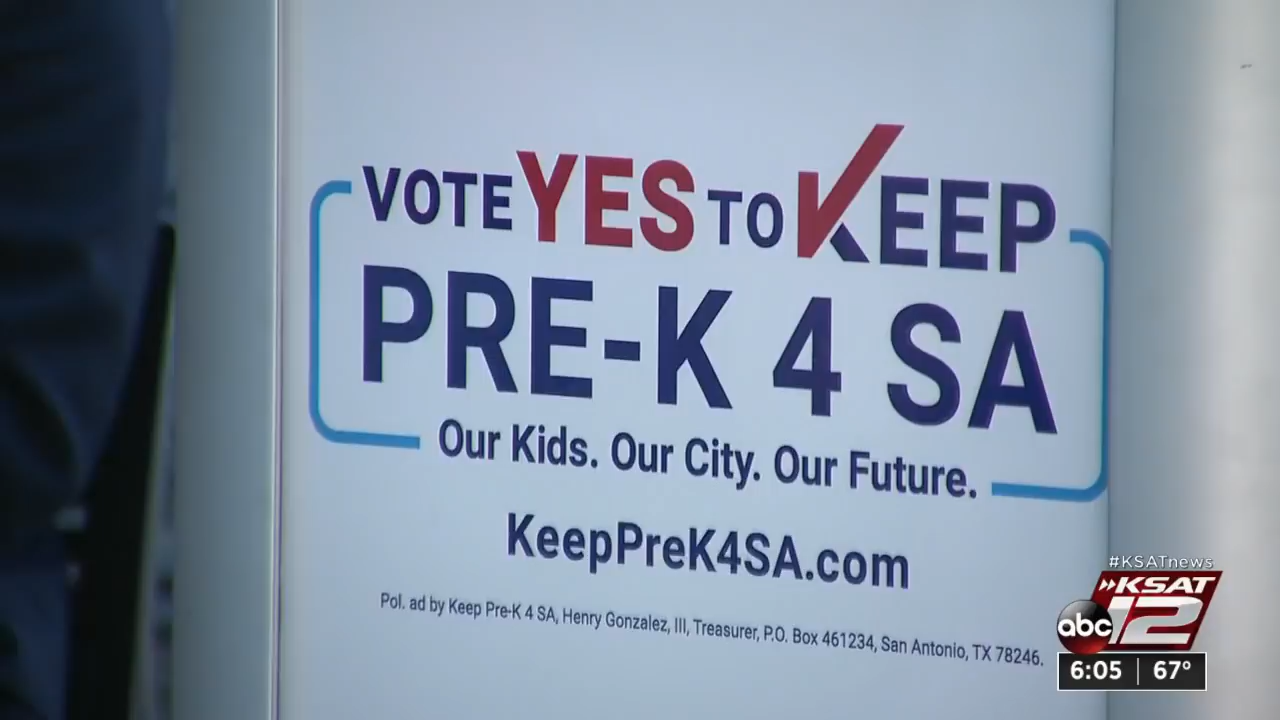 VOTE YES TO KEEP
PRE-K 4 SA
Our Kids. Our City. Our Future.
KeepPreK4SA.com
Pol. ad by Keep Pre-K 4 SA, Henry Gonzalez, III, Treasurer, P.O. Box 461234, San Antonio, TX 78246.
#KSATnews
KSAT
abc 12
6:05 | 67°